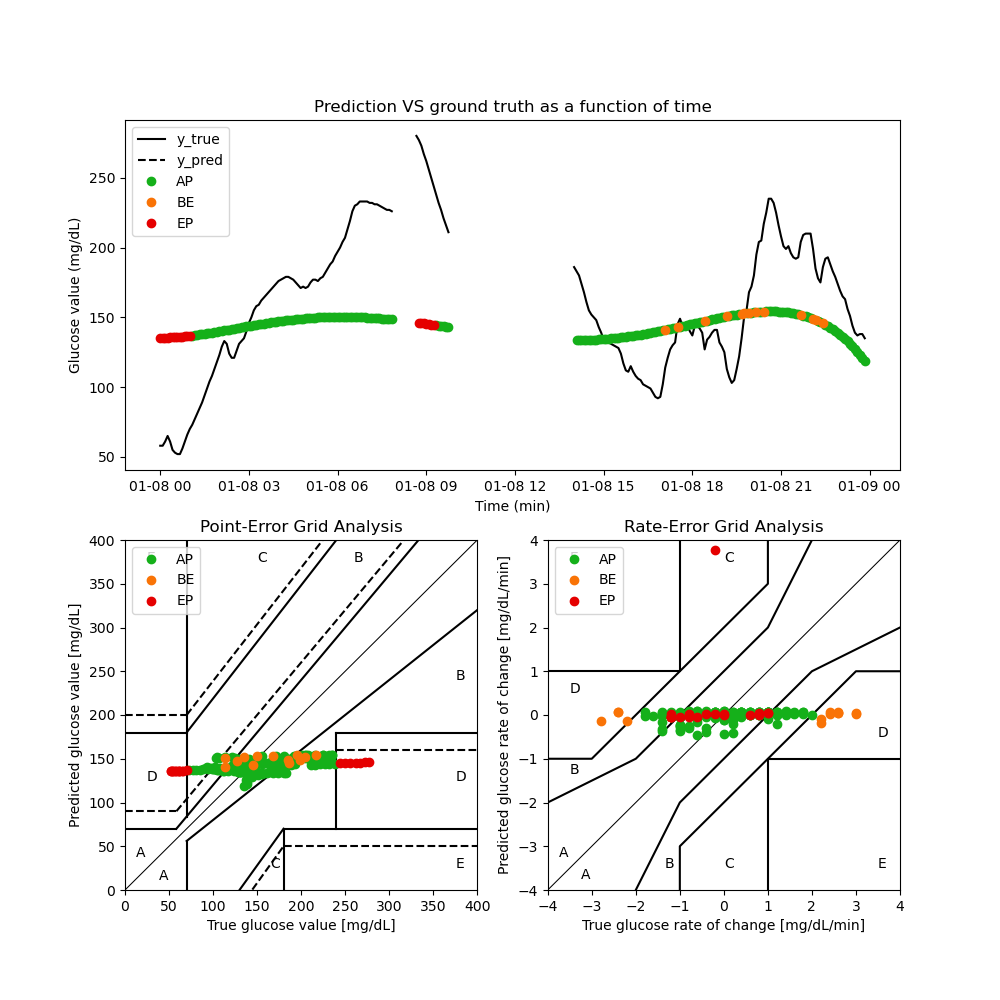 Prediction VS ground truth as a function of time
Glucose value (mg/dL)
250
200
150
100
50
y_true
y_pred
AP
BE
EP
01-08 00 01-08 03 01-08 06 01-08 09 01-08 12 01-08 15 01-08 18 01-08 21 01-09 00
Time (min)
Point-Error Grid Analysis
Predicted glucose value [mg/dl]
400
350
300
250
200
150
100
50
0
AP
BE
EP
C
B
B
D
D
A
A
C
E
0 50 100 150 200 250 300 350 400
True glucose value [mg/dL]
Rate-Error Grid Analysis
Predicted glucose rate of change [mg/dL/min]
4
3
2
1
0
−1
−2
−3
−4
AP
BE
EP
C
D
D
B
A
A
B
C
E
−4 −3 −2 −1 0 1 2 3 4
True glucose rate of change [mg/dL/min]